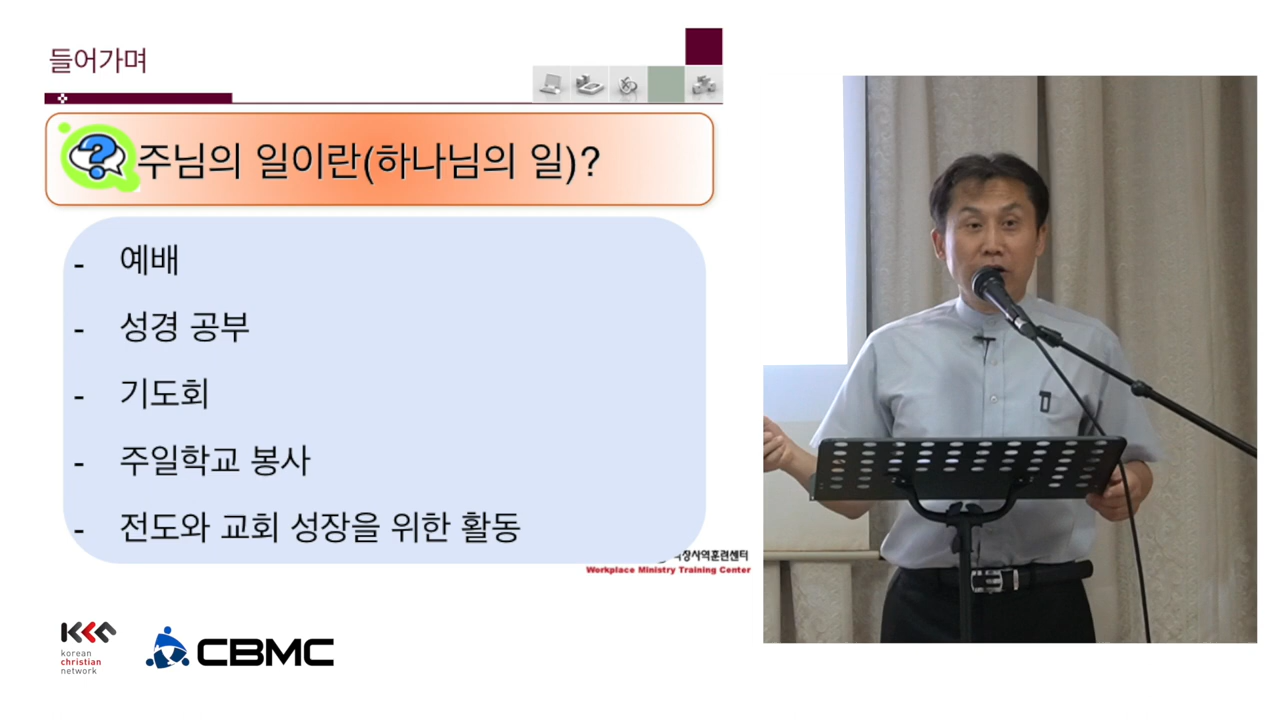 들어가며
주님의 일이란(하나님의 일)?
- 예배
- 성경 공부
- 기도회
- 주일학교 봉사
- 전도와 교회 성장을 위한 활동
Workplace Ministry Training Center
korean
christian
network
CBMC